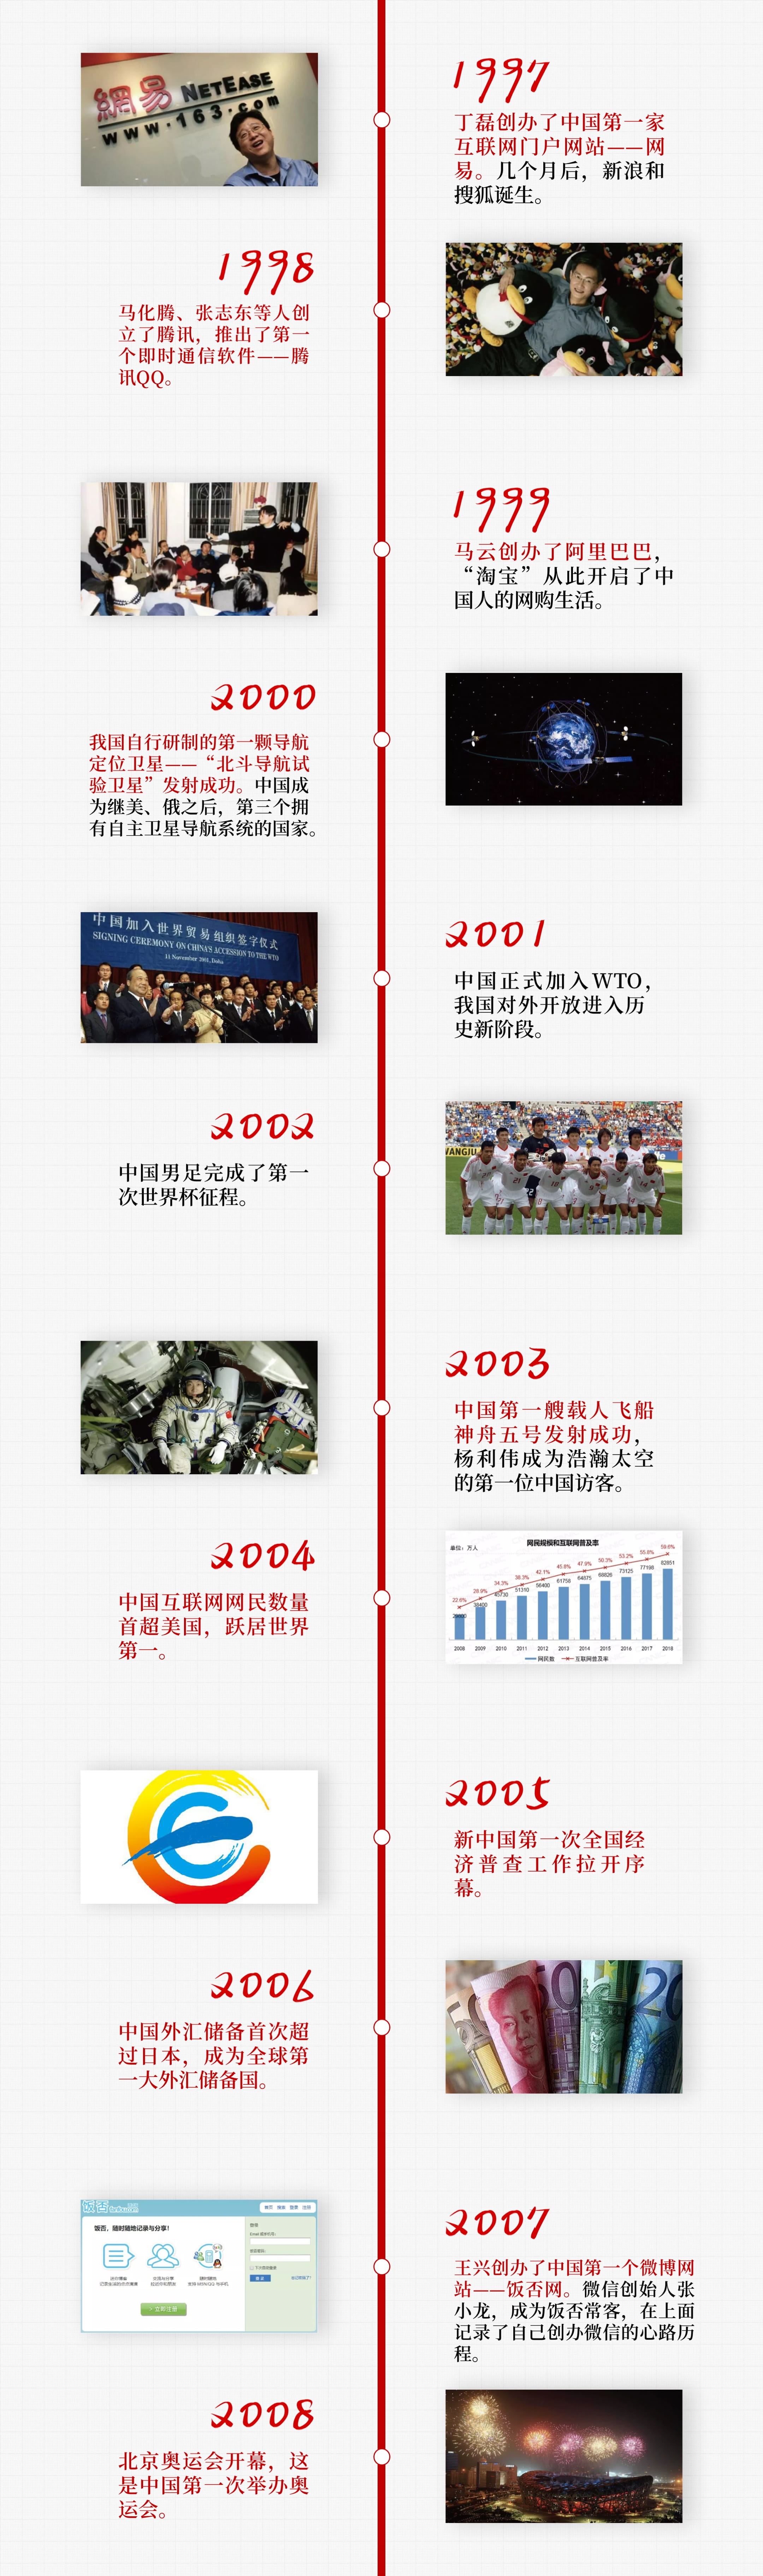 網易 NETEASE
www.163.com
1997
丁磊创办了中国第一家
互联网门户网站——网
易。几个月后，新浪和
搜狐诞生。
1998
马化腾、张志东等人创
立了腾讯，推出了第一
个即时通信软件——腾
讯QQ。
1999
马云创办了阿里巴巴，
“淘宝”从此开启了中
国人的网购生活。
2000
我国自行研制的第一颗导航
定位卫星——“北斗导航试
验卫星”发射成功。中国成
为继美、俄之后，第三个拥
有自主卫星导航系统的国家。
中国加入世界贸易组织签字仪式
SIGNING CEREMONY ON CHINA'S ACCESSION TO THE WTO
11 November 2001, Doha
2001
中国正式加入WTO，
我国对外开放进入历
史新阶段。
2002
中国男足完成了第一
次世界杯征程。
2003
中国第一艘载人飞船
神舟五号发射成功，
杨利伟成为浩瀚太空
的第一位中国访客。
2004
中国互联网网民数量
首超美国，跃居世界
第一。
网民规模和互联网普及率
单位：万人
22.6% 28.9% 34.3% 38.3% 42.1% 45.8% 47.9% 50.3% 53.2% 55.8% 59.6%
29800 38400 45730 51310 56400 61758 64875 68826 73125 77198 82851
2008 2009 2010 2011 2012 2013 2014 2015 2016 2017 2018
网民数 互联网普及率
2005
新中国第一次全国经
济普查工作拉开序
幕。
2006
中国外汇储备首次超
过日本，成为全球第
一大外汇储备国。
饭否 fanfou.com
饭否，随时随地记录与分享！
立即注册
2007
王兴创办了中国第一个微博网
站——饭否网。微信创始人张
小龙，成为饭否常客，在上面
记录了自己创办微信的心路历
程。
2008
北京奥运会开幕，这
是中国第一次举办奥
运会。